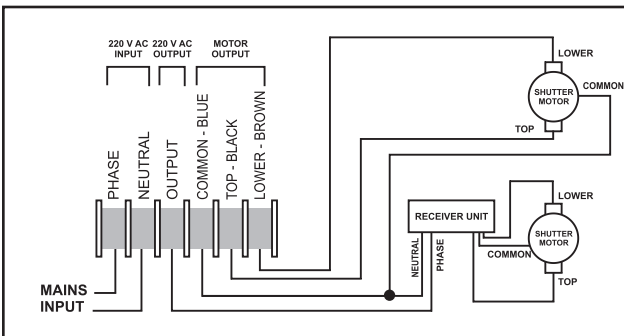 220 V AC
INPUT
220 V AC
OUTPUT
MOTOR
OUTPUT
PHASE
NEUTRAL
OUTPUT
COMMON - BLUE
TOP - BLACK
LOWER - BROWN
MAINS
INPUT
LOWER
COMMON
SHUTTER
MOTOR
TOP
RECEIVER UNIT
NEUTRAL
PHASE
LOWER
COMMON
SHUTTER
MOTOR
TOP